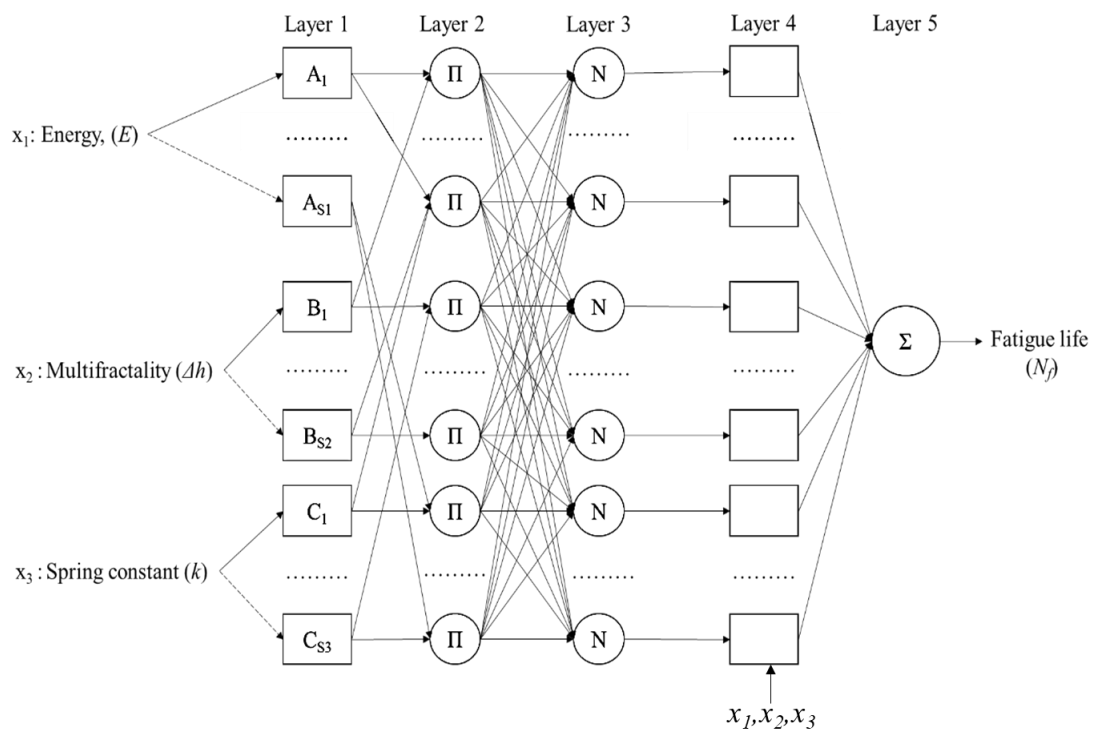 Layer 1 Layer 2 Layer 3 Layer 4 Layer 5
A1 Π N
x1: Energy, (E)
......... ......... ......... .........
AS1 Π N
B1 Π N
Σ Fatigue life
(Nf)
x2 : Multifractality (Δh)
......... ......... ......... .........
BS2 Π N
C1 Π N
x3 : Spring constant (k)
......... ......... ......... .........
CS3 Π N
x1,x2,x3